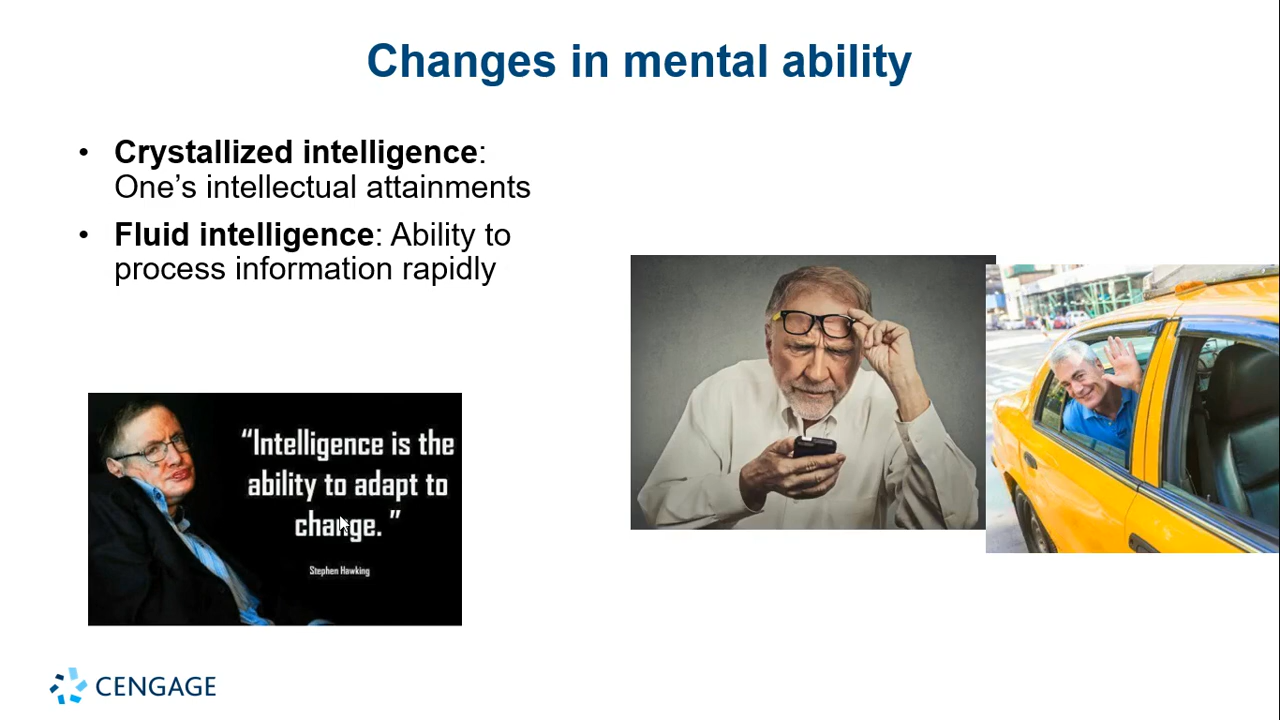 Changes in mental ability
• Crystallized intelligence:
One’s intellectual attainments
• Fluid intelligence: Ability to
process information rapidly
“Intelligence is the
ability to adapt to
change. ”
Stephen Hawking
CENGAGE